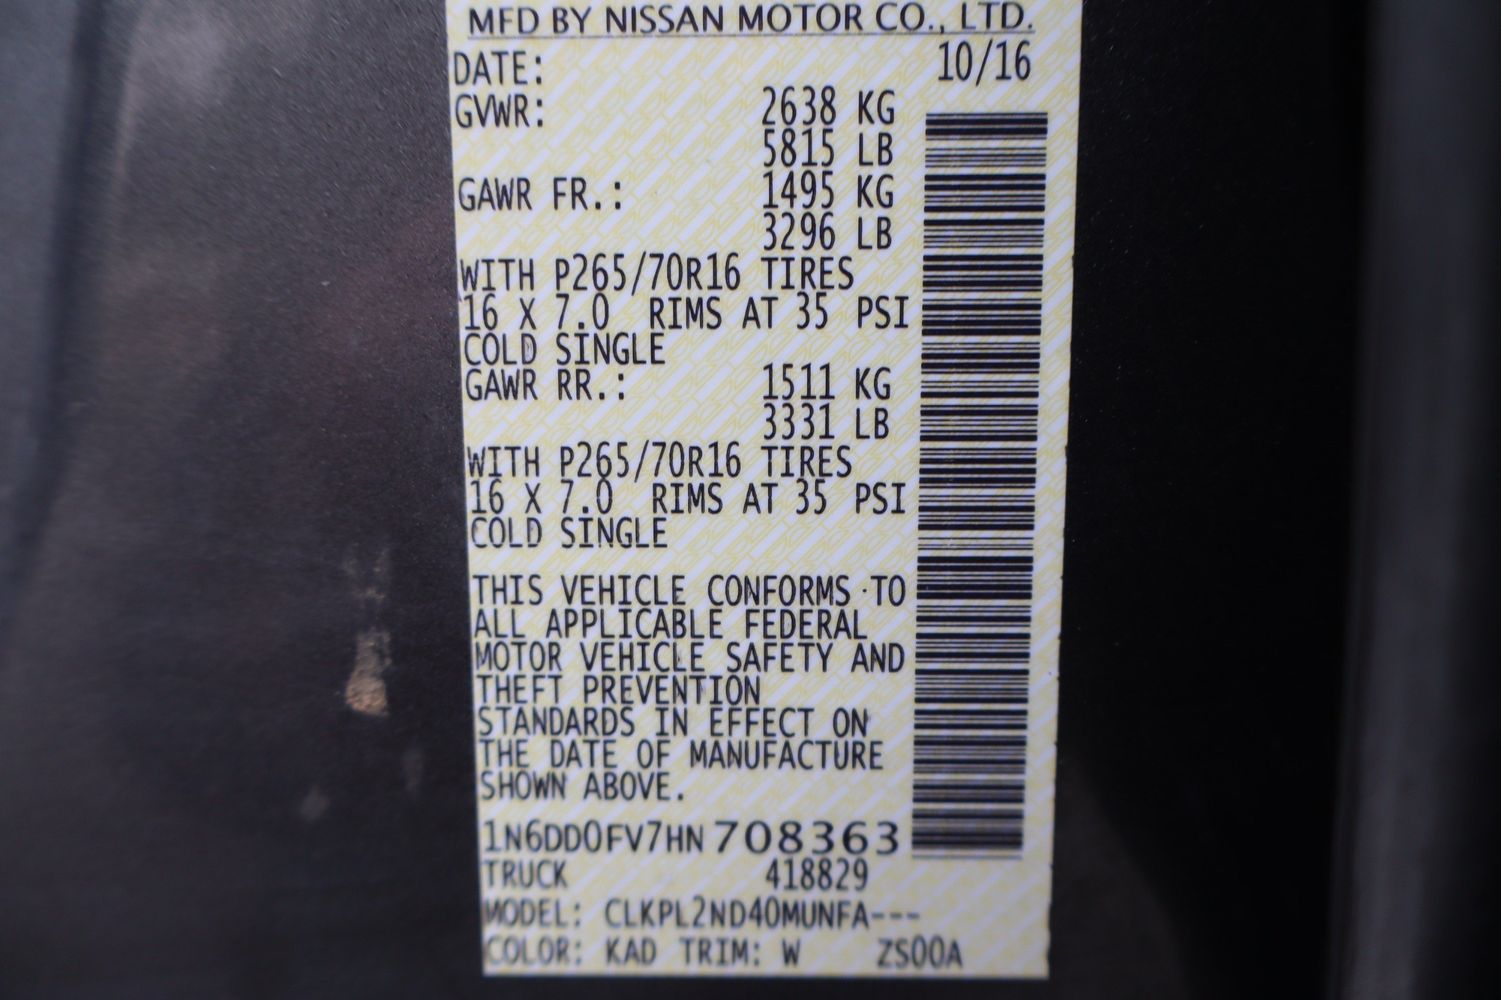 MFD BY NISSAN MOTOR CO., LTD.
DATE: 10/16
GVWR: 2638 KG
5815 LB
GAWR FR.: 1495 KG
3296 LB
WITH P265/70R16 TIRES
16 X 7.0 RIMS AT 35 PSI
COLD SINGLE
GAWR RR.: 1511 KG
3331 LB
WITH P265/70R16 TIRES
16 X 7.0 RIMS AT 35 PSI
COLD SINGLE
THIS VEHICLE CONFORMS TO
ALL APPLICABLE FEDERAL
MOTOR VEHICLE SAFETY AND
THEFT PREVENTION
STANDARDS IN EFFECT ON
THE DATE OF MANUFACTURE
SHOWN ABOVE.
1N6DD0FV7HN708363
TRUCK 418829
MODEL: CLKPL2ND40MUNFA---
COLOR: KAD TRIM: W ZS00A